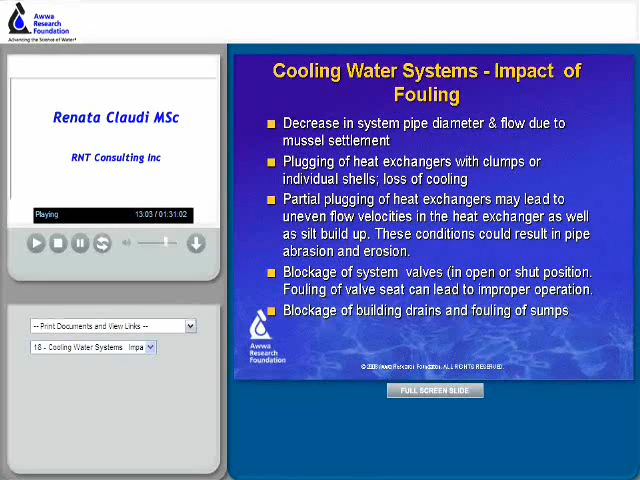 Awwa
Research
Foundation
Advancing the Science of Water®
Renata Claudi MSc
RNT Consulting Inc
Playing 13:03 / 01:31:02
-- Print Documents and View Links --
18 - Cooling Water Systems Impa
Cooling Water Systems - Impact of
Fouling
Decrease in system pipe diameter & flow due to
mussel settlement
Plugging of heat exchangers with clumps or
individual shells; loss of cooling
Partial plugging of heat exchangers may lead to
uneven flow velocities in the heat exchanger as well
as silt build up. These conditions could result in pipe
abrasion and erosion.
Blockage of system valves (in open or shut position.
Fouling of valve seat can lead to improper operation.
Blockage of building drains and fouling of sumps
Awwa
Research
Foundation
© 2008 Awwa Research Foundation. ALL RIGHTS RESERVED.
FULL SCREEN SLIDE